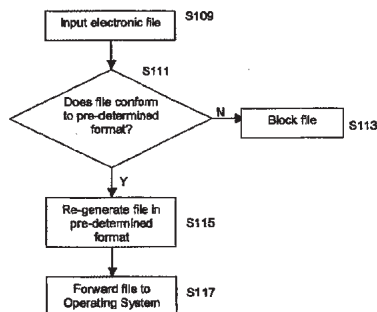 Input electronic file
S109
S111
Does file conform
to pre-determined
format?
N
Block file
S113
Y
Re-generate file in
pre-determined
format
S115
Forward file to
Operating System
S117